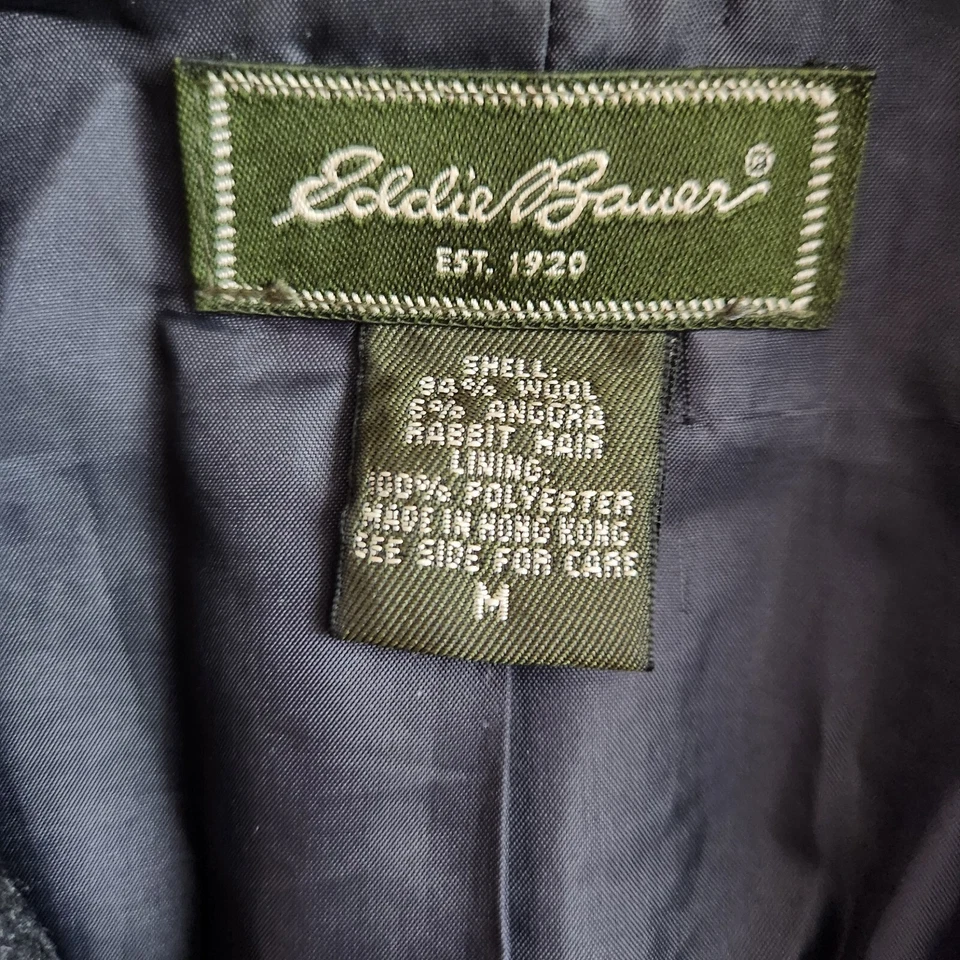 Eddie Bauer®
EST. 1920
SHELL:
94% WOOL
6% ANGORA
RABBIT HAIR
LINING:
100% POLYESTER
MADE IN HONG KONG
SEE SIDE FOR CARE
M